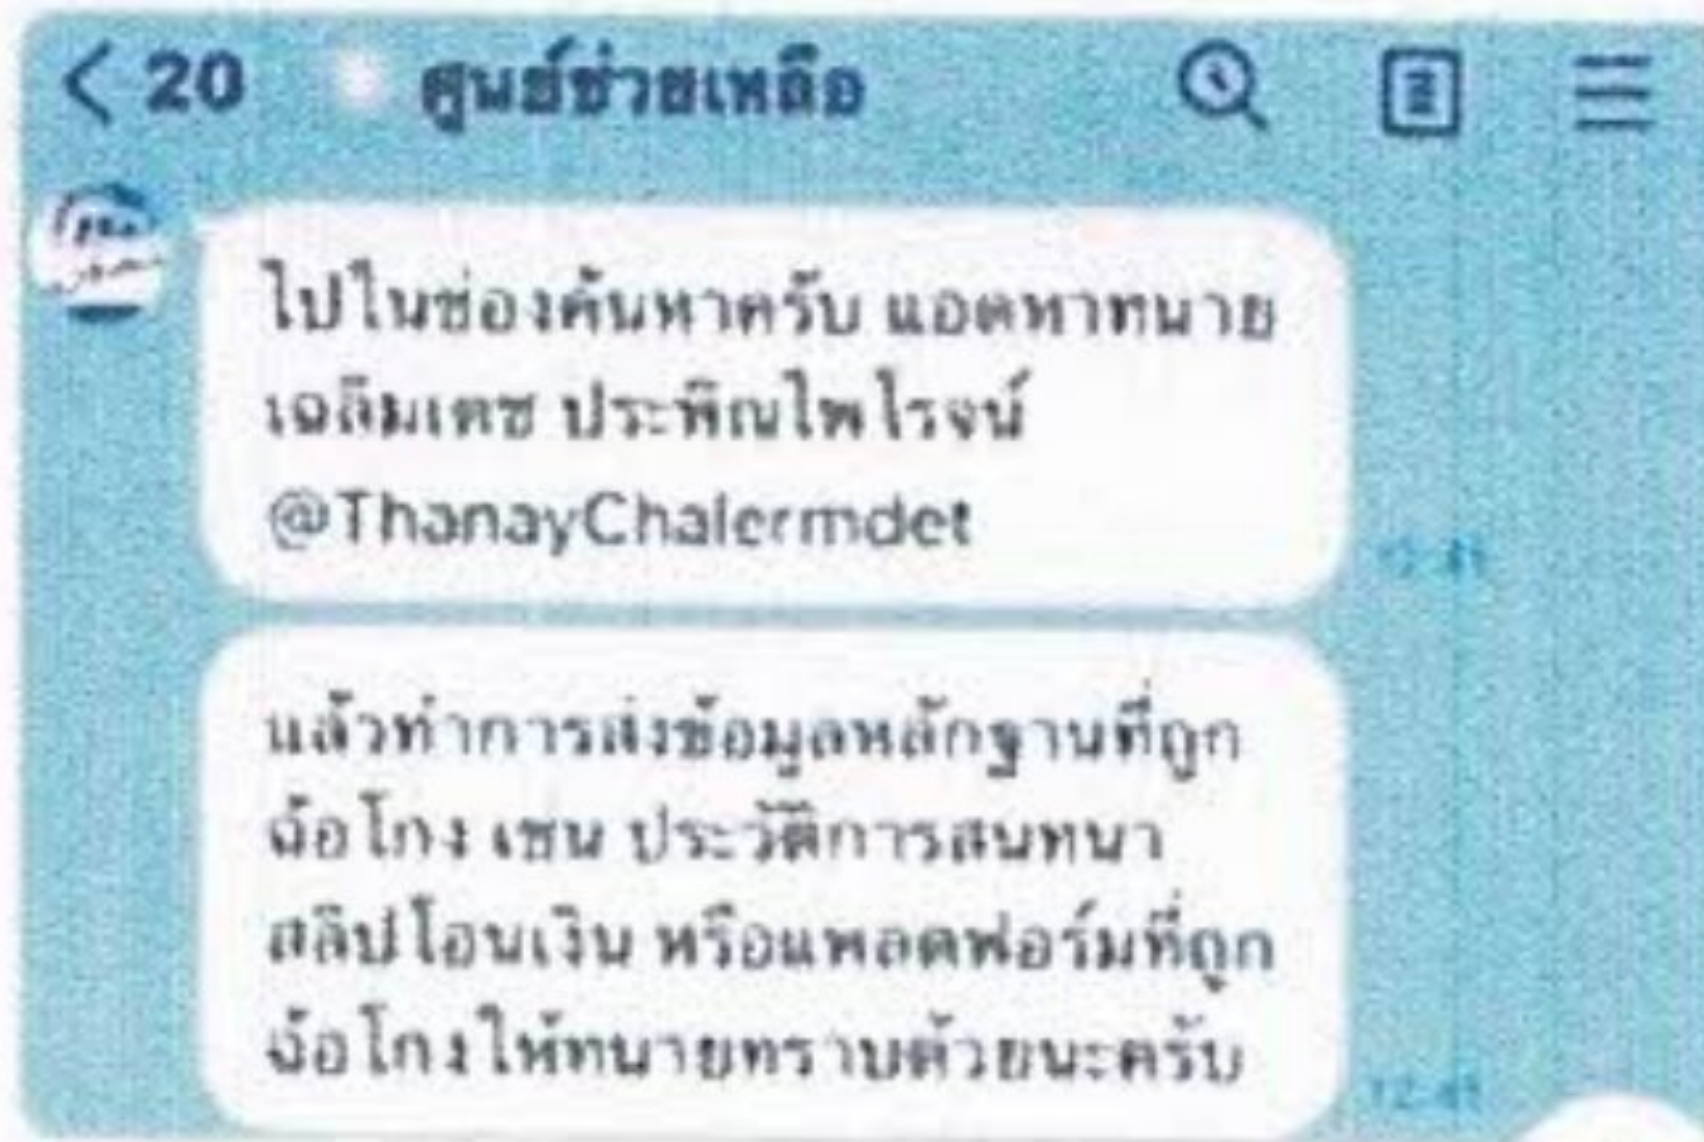 20 ศูนย์ช่วยเหลือ
ไปในช่องค้นหาครับ แอดหาทนาย
เฉลิมเดช ประพิณไพโรจน์
@ThanayChalermdet
12:41
แล้วทำการส่งข้อมูลหลักฐานที่ถูก
ฉ้อโกง เช่น ประวัติการสนทนา
สลิปโอนเงิน หรือแพลตฟอร์มที่ถูก
ฉ้อโกงให้ทนายทราบด้วยนะครับ
12:41